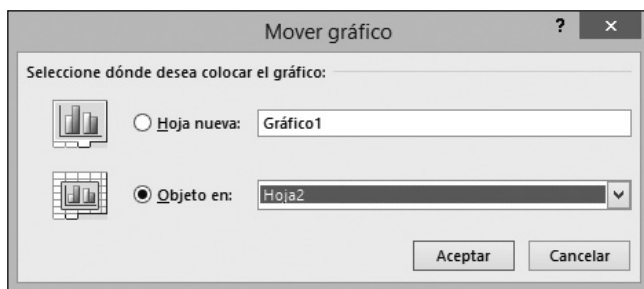 Mover gráfico
?
×
Seleccione dónde desea colocar el gráfico:
Hoja nueva: Gráfico1
Objeto en: Hoja2
Aceptar Cancelar